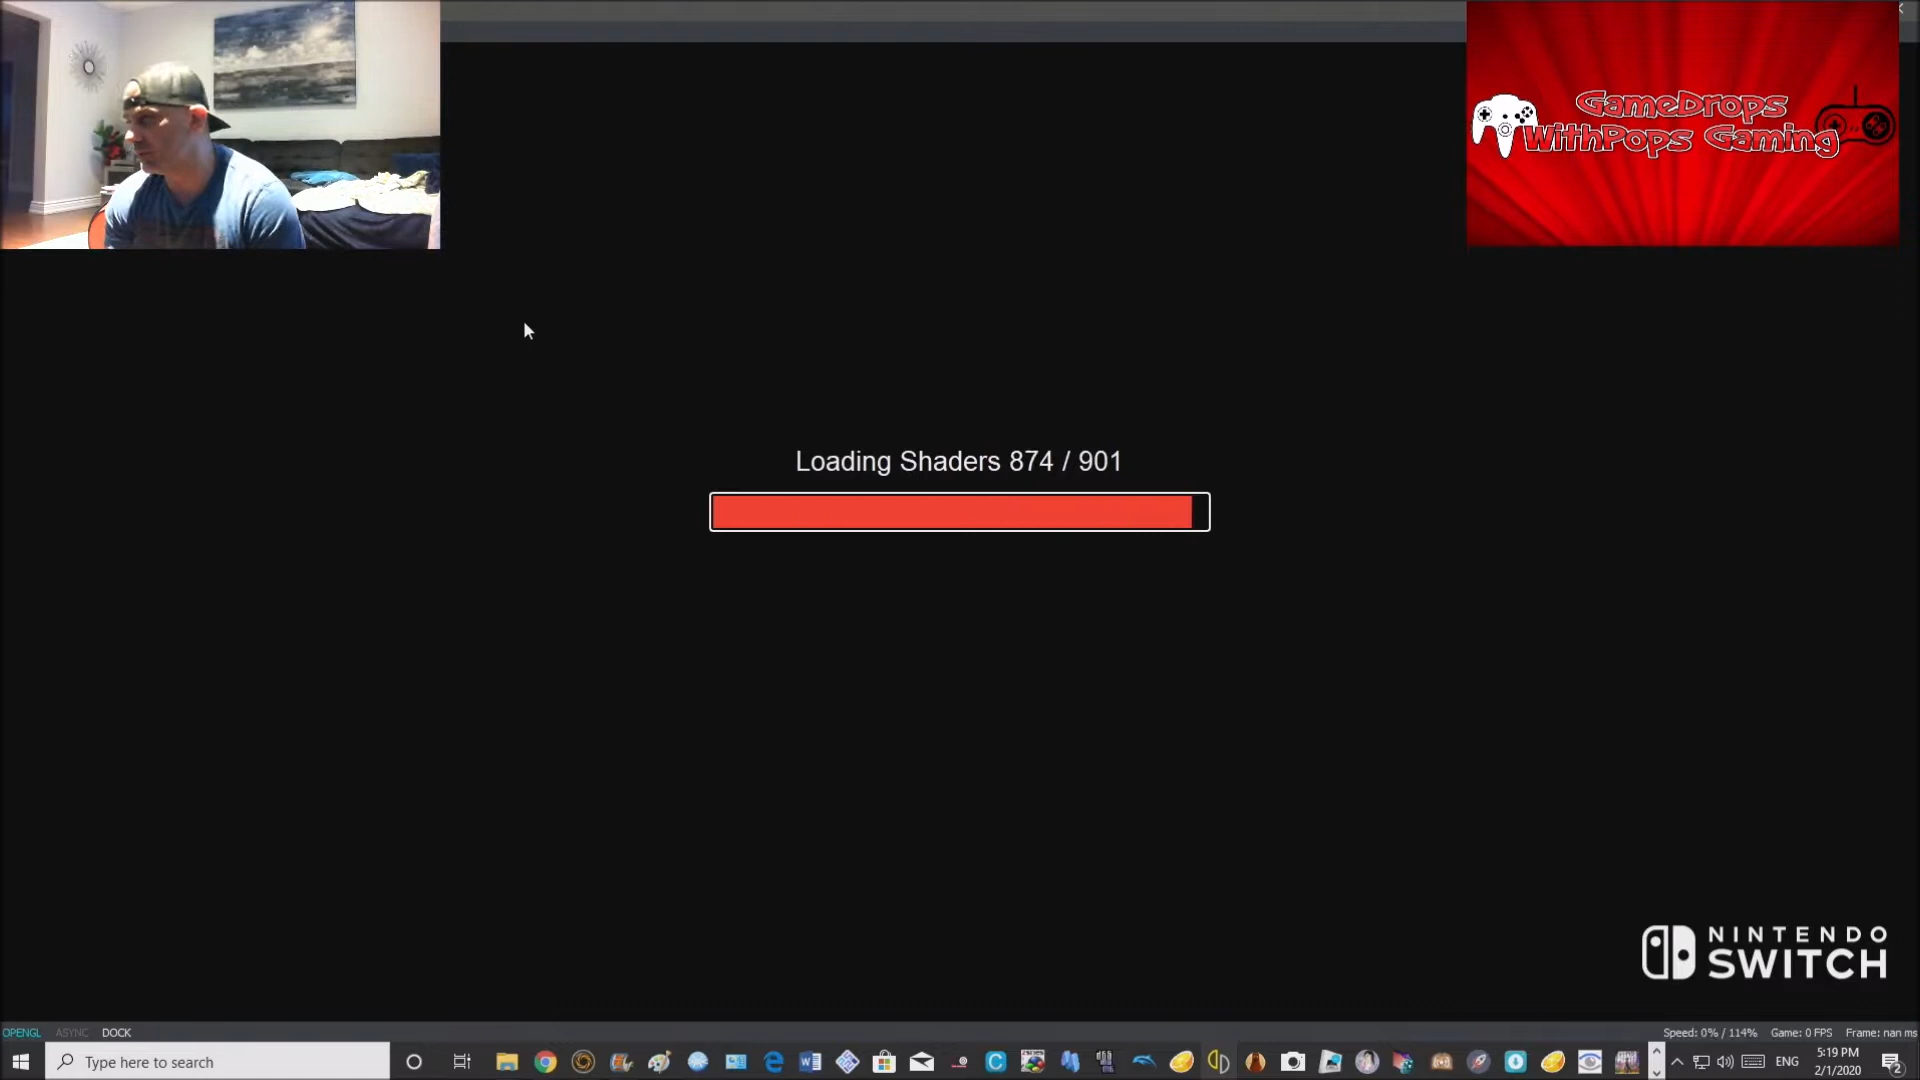 GameDrops
WithPops Gaming
Loading Shaders 874 / 901
NINTENDO
SWITCH
OPENGL ASYNC DOCK
Speed: 0% / 114% Game: 0 FPS Frame: nan ms
Type here to search
ENG
5:19 PM
2/1/2020
2